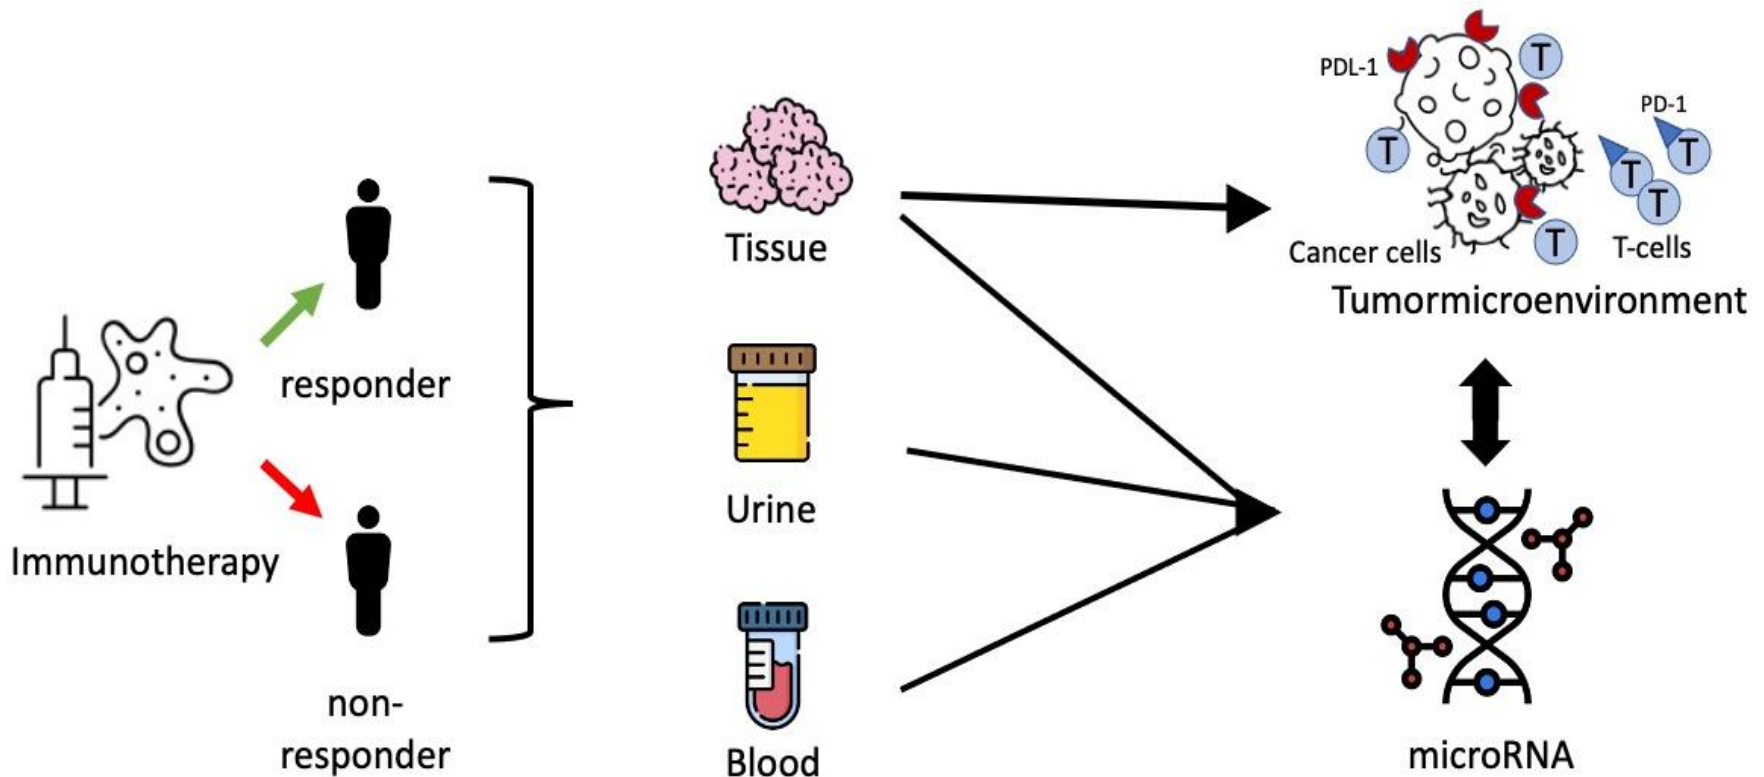 Immunotherapy
responder
non-
responder
Tissue
Urine
Blood
PDL-1
T
T
T
PD-1
T
T
T
Cancer cells
T-cells
Tumormicroenvironment
microRNA